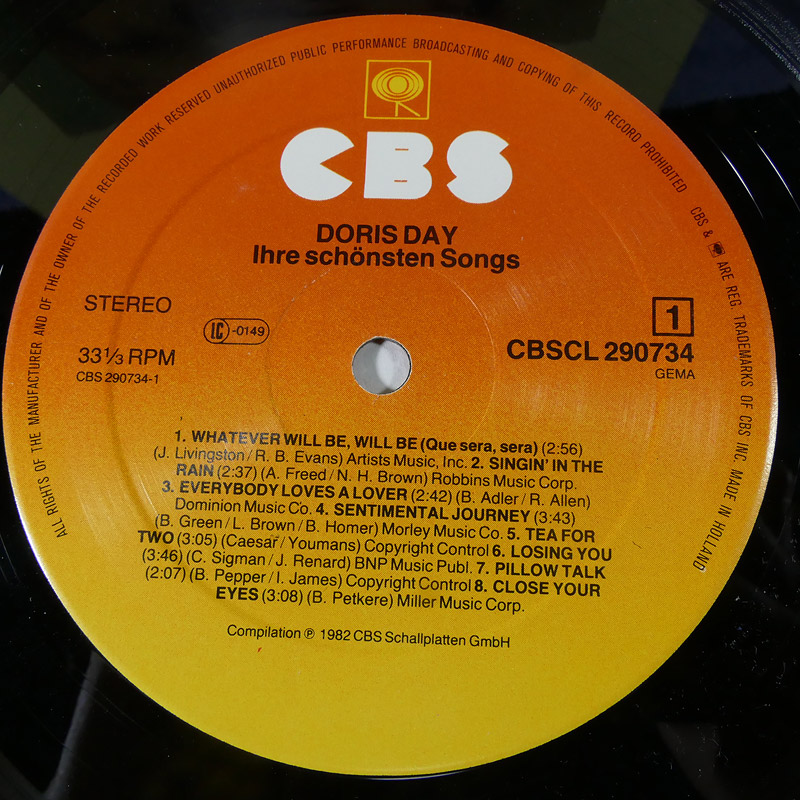 ALL RIGHTS OF THE MANUFACTURER AND OF THE OWNER OF THE RECORDED WORK RESERVED UNAUTHORIZED PUBLIC PERFORMANCE BROADCASTING AND COPYING OF THIS RECORD PROHIBITED
CBS & ARE REG. TRADEMARKS OF CBS INC. MADE IN HOLLAND
CBS
DORIS DAY
Ihre schönsten Songs
STEREO
LC -0149
1
33⅓ RPM
CBSCL 290734
CBS 290734-1
GEMA
1. WHATEVER WILL BE, WILL BE (Que sera, sera) (2:56)
(J. Livingston/R. B. Evans) Artists Music, Inc. 2. SINGIN' IN THE
RAIN (2:37) (A. Freed/N. H. Brown) Robbins Music Corp.
3. EVERYBODY LOVES A LOVER (2:42) (B. Adler/R. Allen)
Dominion Music Co. 4. SENTIMENTAL JOURNEY (3:43)
(B. Green/L. Brown/B. Homer) Morley Music Co. 5. TEA FOR
TWO (3:05) (Caesar/Youmans) Copyright Control 6. LOSING YOU
(3:46) (C. Sigman/J. Renard) BNP Music Publ. 7. PILLOW TALK
(2:07) (B. Pepper/I. James) Copyright Control 8. CLOSE YOUR
EYES (3:08) (B. Petkere) Miller Music Corp.
Compilation ℗ 1982 CBS Schallplatten GmbH